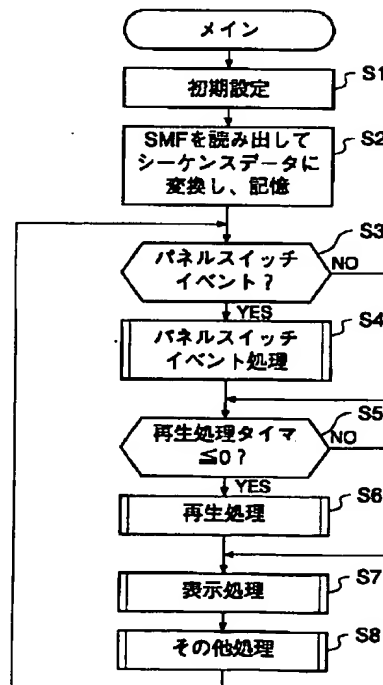 メイン
S1
初期設定
S2
SMFを読み出して
シーケンスデータに
変換し、記憶
S3
パネルスイッチ
イベント？
NO
YES
S4
パネルスイッチ
イベント処理
S5
再生処理タイマ
≦0？
NO
YES
S6
再生処理
S7
表示処理
S8
その他処理